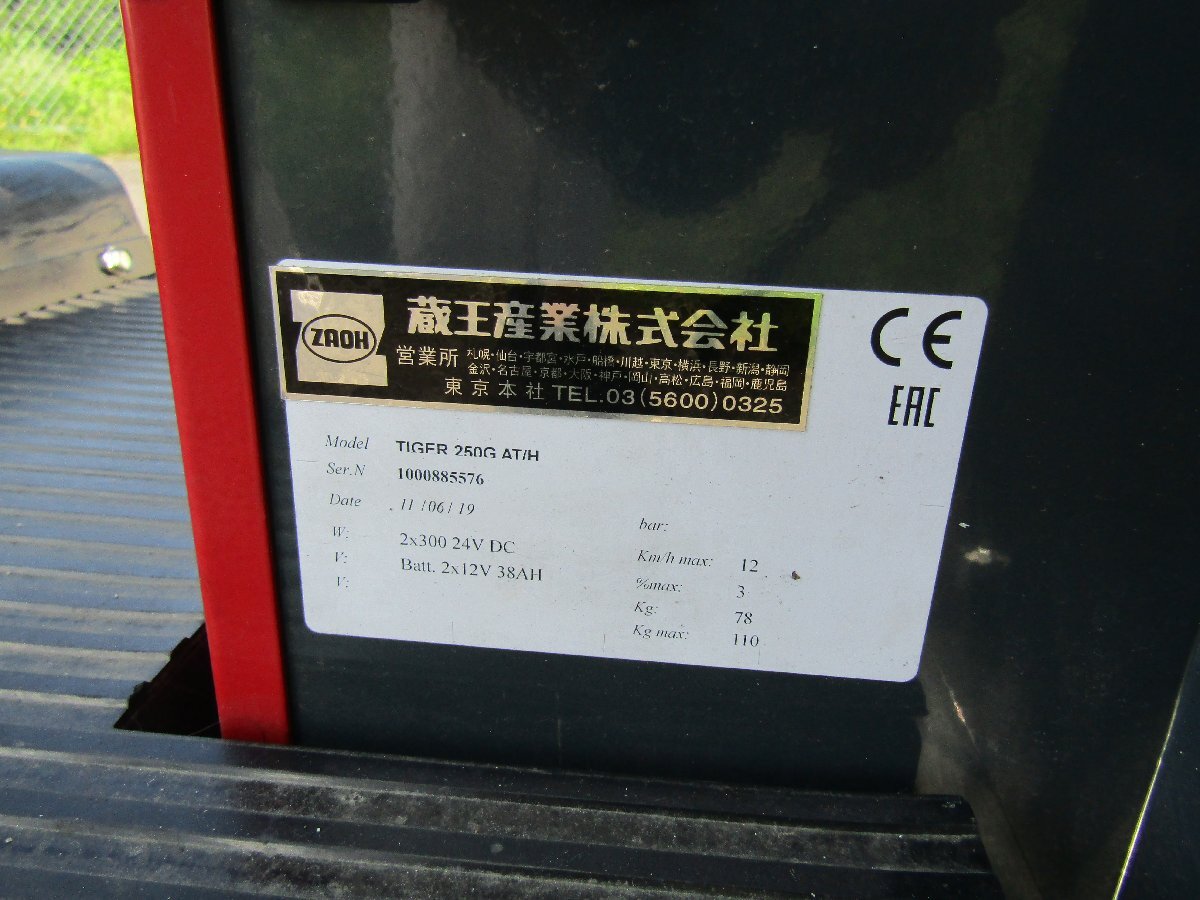 ZAOH
蔵王産業株式会社
営業所 札幌・仙台・宇都宮・水戸・船橋・川越・東京・横浜・長野・新潟・静岡
金沢・名古屋・京都・大阪・神戸・岡山・高松・広島・福岡・鹿児島
東京本社 TEL.03(5600)0325
CE
EAC
Model TIGER 250G AT/H
Ser.N 1000885576
Date 11/06/19
W: 2x300 24V DC
V: Batt. 2x12V 38AH
V:
bar:
Km/h max: 12
%max: 3
Kg: 78
Kg max: 110